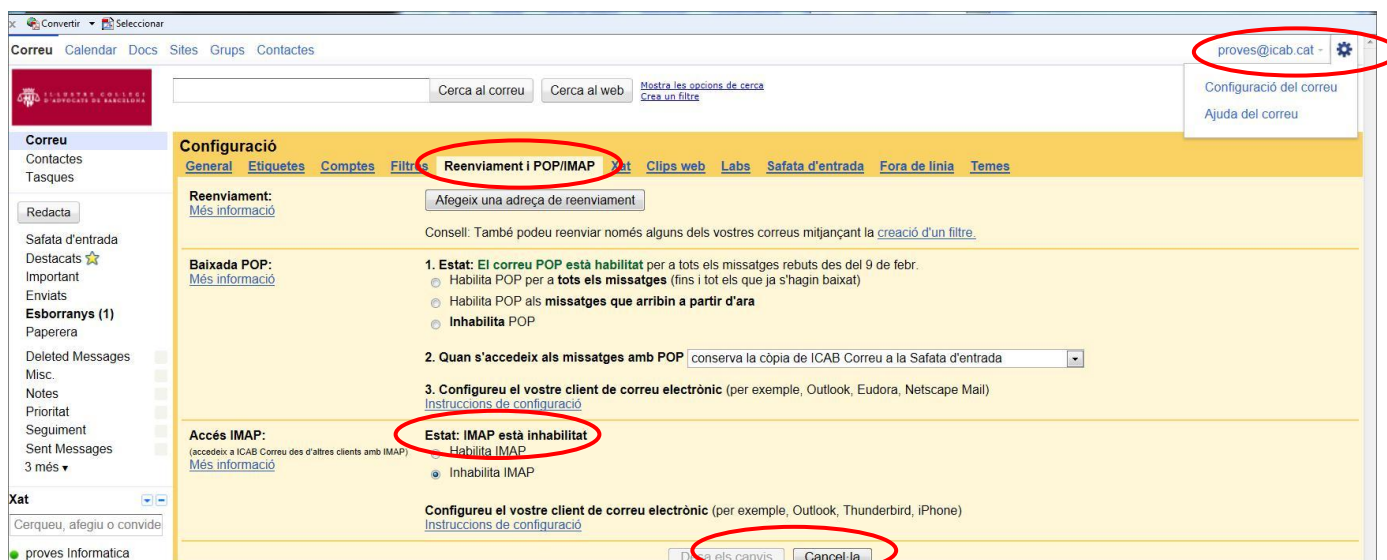 x Convertir Seleccionar
Correu Calendar Docs Sites Grups Contactes
proves@icab.cat
Configuració del correu
Ajuda del correu
IL·LUSTRE COL·LEGI
D'ADVOCATS DE BARCELONA
Cerca al correu Cerca al web Mostra les opcions de cerca
Crea un filtre
Correu
Contactes
Tasques
Redacta
Safata d'entrada
Destacats
Important
Enviats
Esborranys (1)
Paperera
Deleted Messages
Misc.
Notes
Prioritat
Seguiment
Sent Messages
3 més ▾
Xat
Cerqueu, afegiu o convide
proves Informatica
Configuració
General Etiquetes Comptes Filtres Reenviament i POP/IMAP Xat Clips web Labs Safata d'entrada Fora de linia Temes
Reenviament:
Més informació
Afegeix una adreça de reenviament
Consell: També podeu reenviar només alguns dels vostres correus mitjançant la creació d'un filtre.
Baixada POP:
Més informació
1. Estat: El correu POP està habilitat per a tots els missatges rebuts des del 9 de febr.
Habilita POP per a tots els missatges (fins i tot els que ja s'hagin baixat)
Habilita POP als missatges que arribin a partir d'ara
Inhabilita POP
2. Quan s'accedeix als missatges amb POP conserva la còpia de ICAB Correu a la Safata d'entrada
3. Configureu el vostre client de correu electrònic (per exemple, Outlook, Eudora, Netscape Mail)
Instruccions de configuració
Accés IMAP:
(accedeix a ICAB Correu des d'altres clients amb IMAP)
Més informació
Estat: IMAP està inhabilitat
Habilita IMAP
Inhabilita IMAP
Configureu el vostre client de correu electrònic (per exemple, Outlook, Thunderbird, iPhone)
Instruccions de configuració
Desa els canvis Cancel·la